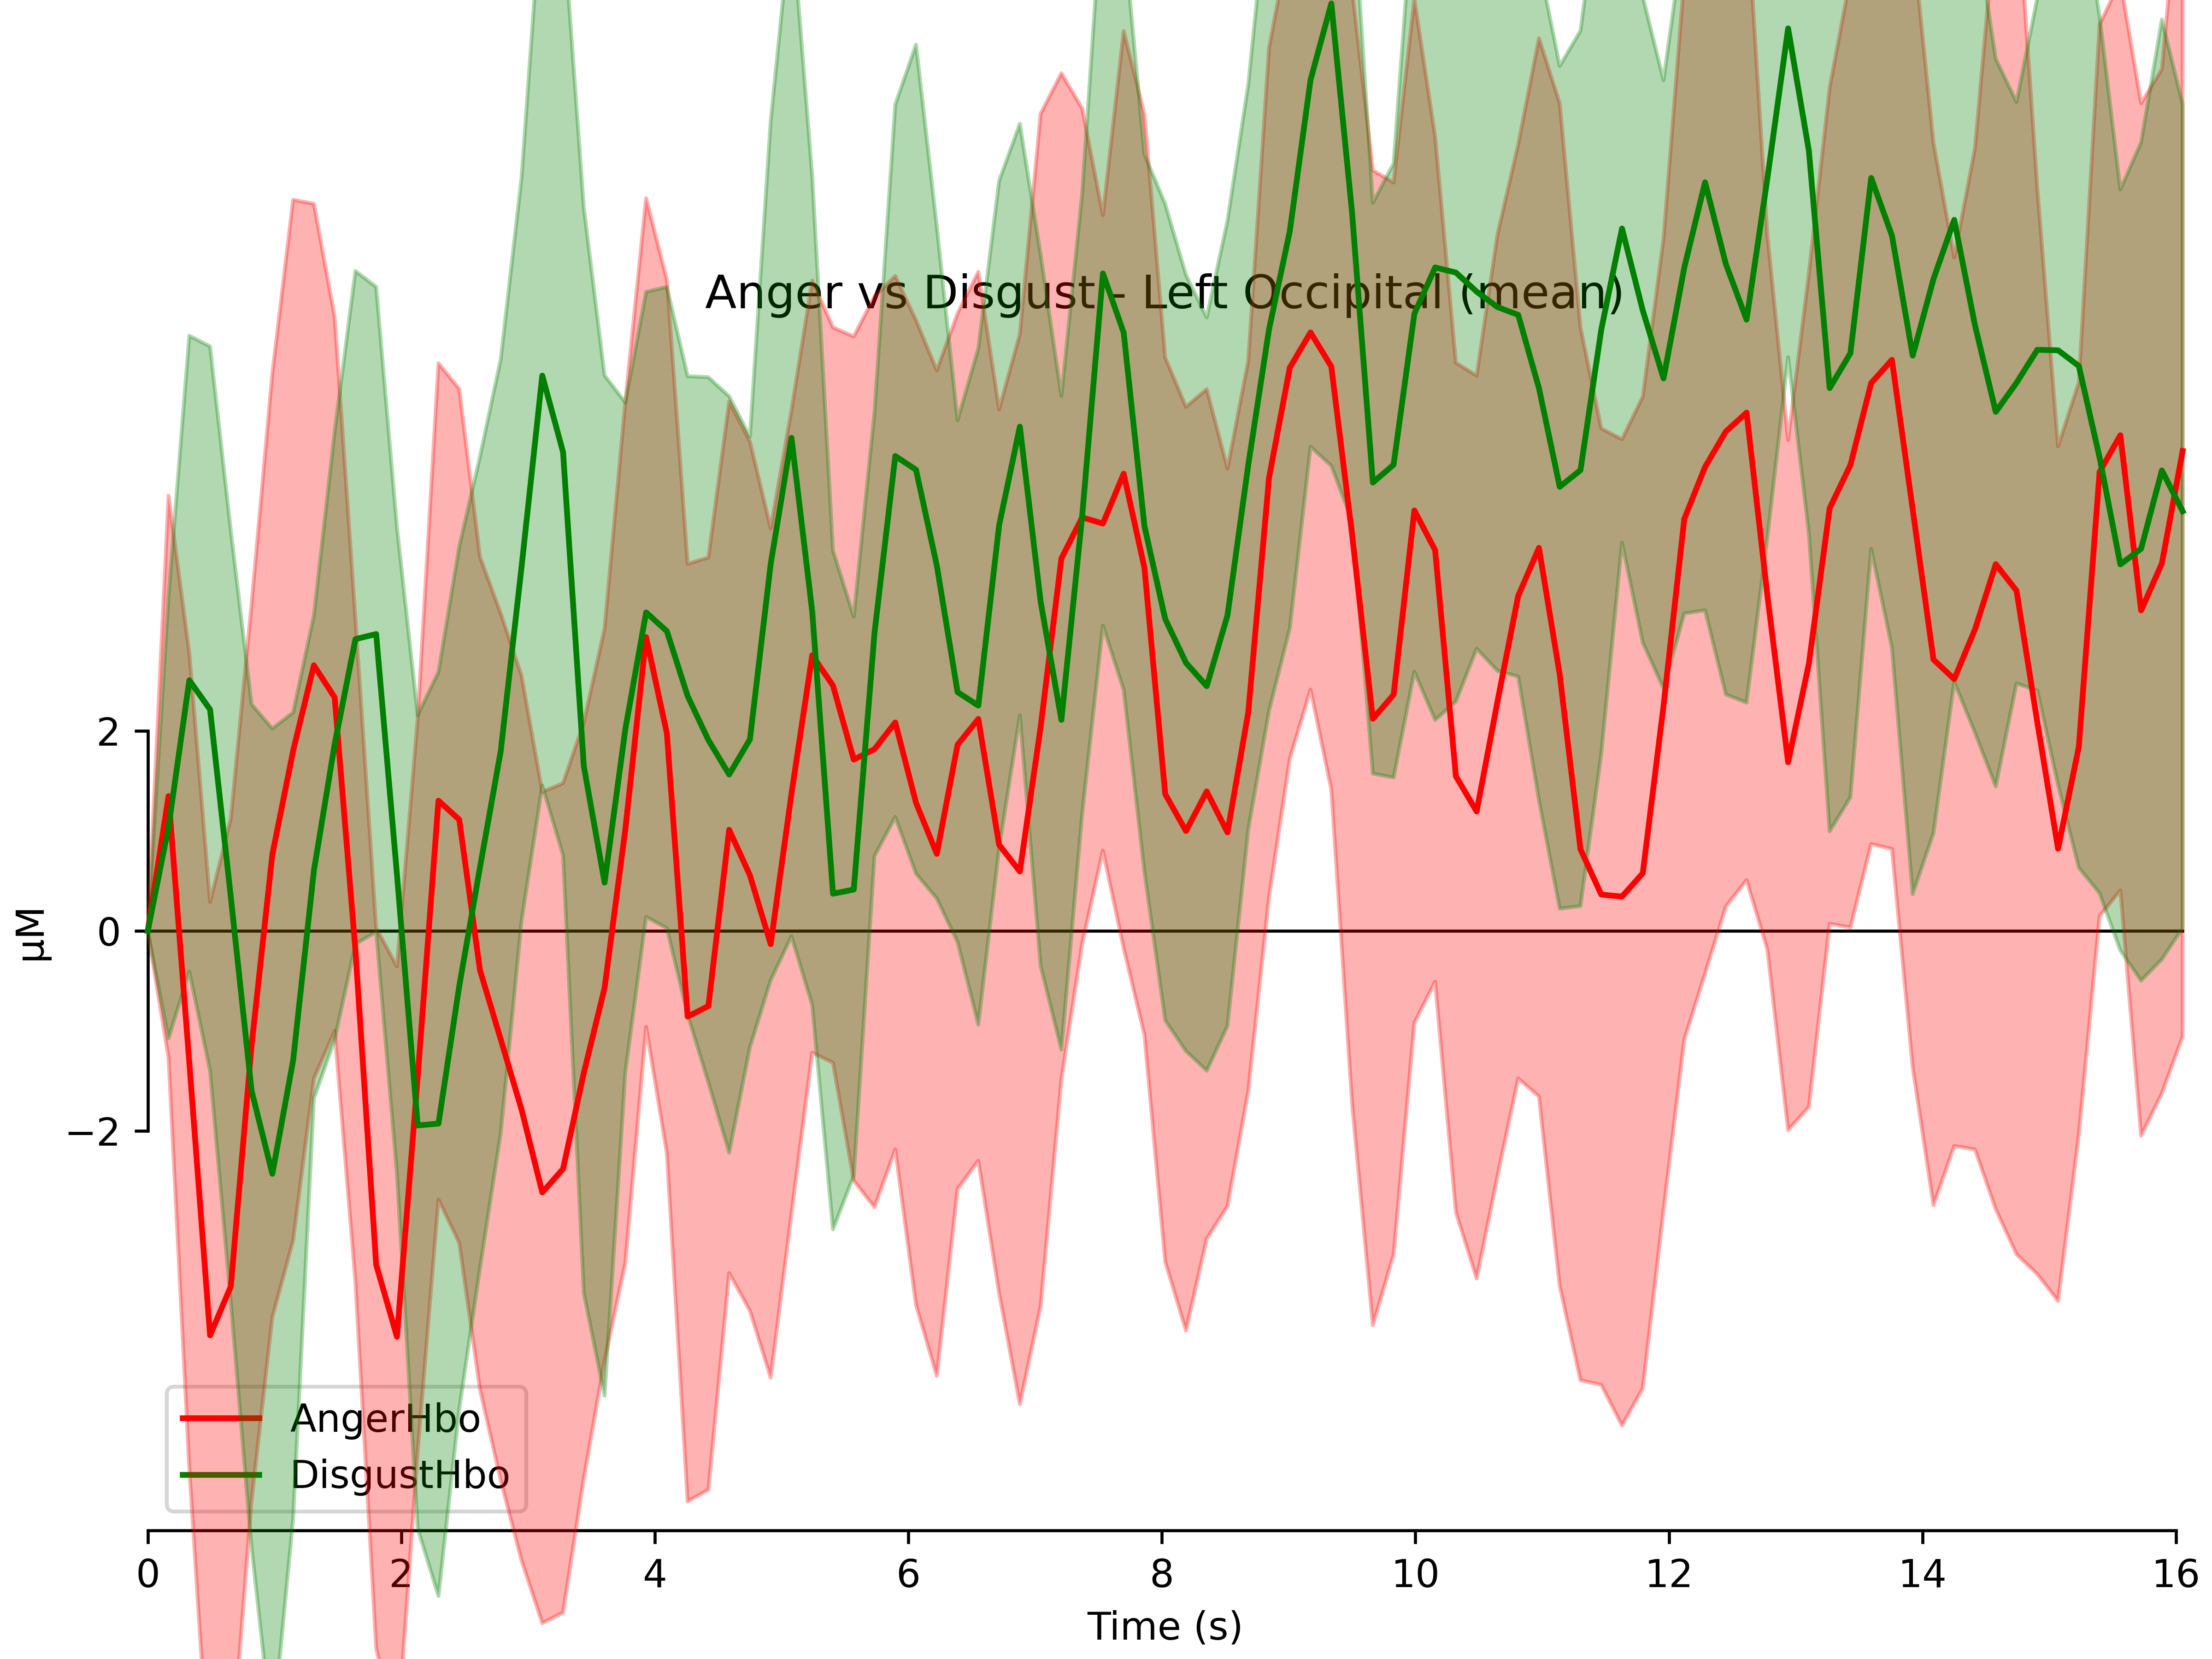 Anger vs Disgust - Left Occipital (mean)
2
0
−2
µM
AngerHbo
DisgustHbo
0 2 4 6 8 10 12 14 16
Time (s)